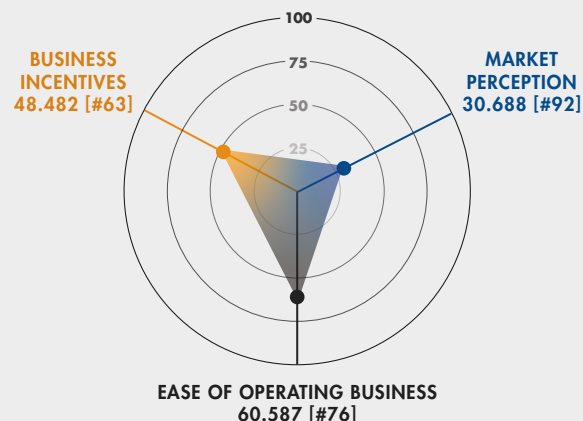 100
75
50
25
BUSINESS
INCENTIVES
48.482 [#63]
MARKET
PERCEPTION
30.688 [#92]
EASE OF OPERATING BUSINESS
60.587 [#76]